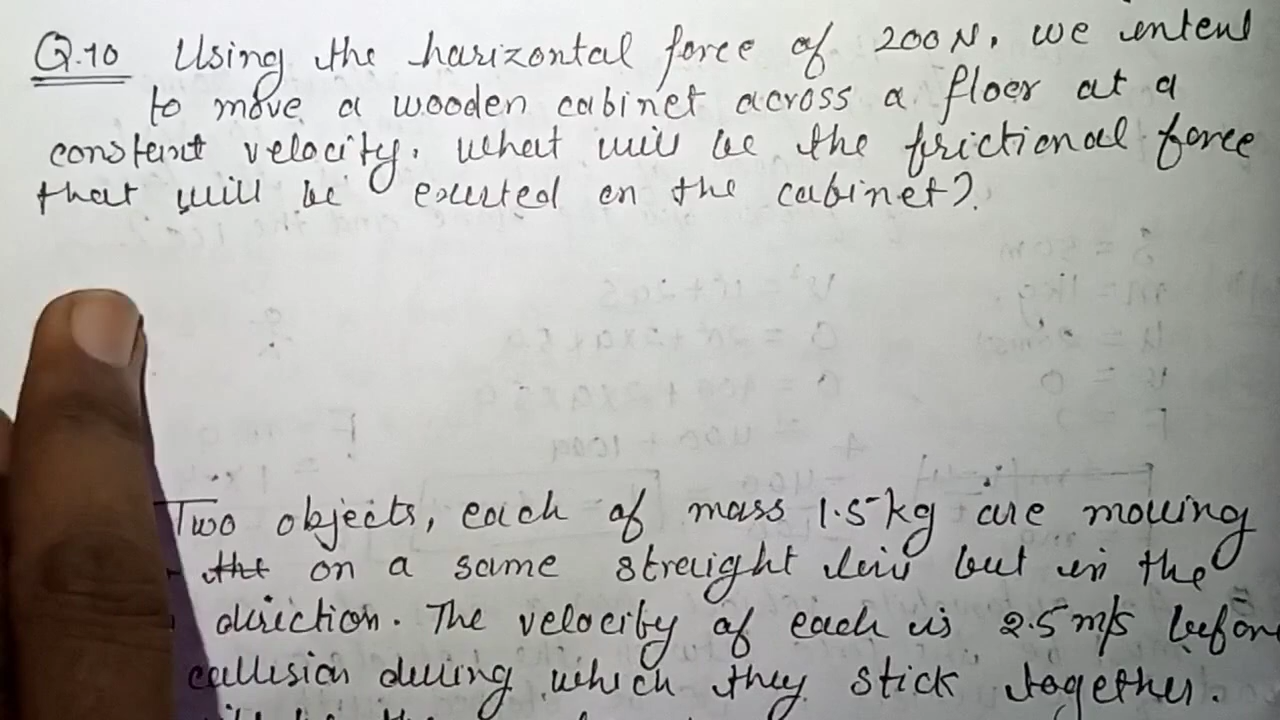 Q.10 Using the harizontal force of 200 N, we intend
to move a wooden cabinet across a floor at a
constant velocity. What will be the frictional force
that will be exerted on the cabinet?
Two objects, each of mass 1.5 kg are moving
the on a same straight line but in the
direction. The velocity of each is 2.5 m/s before
collision during which they stick together.